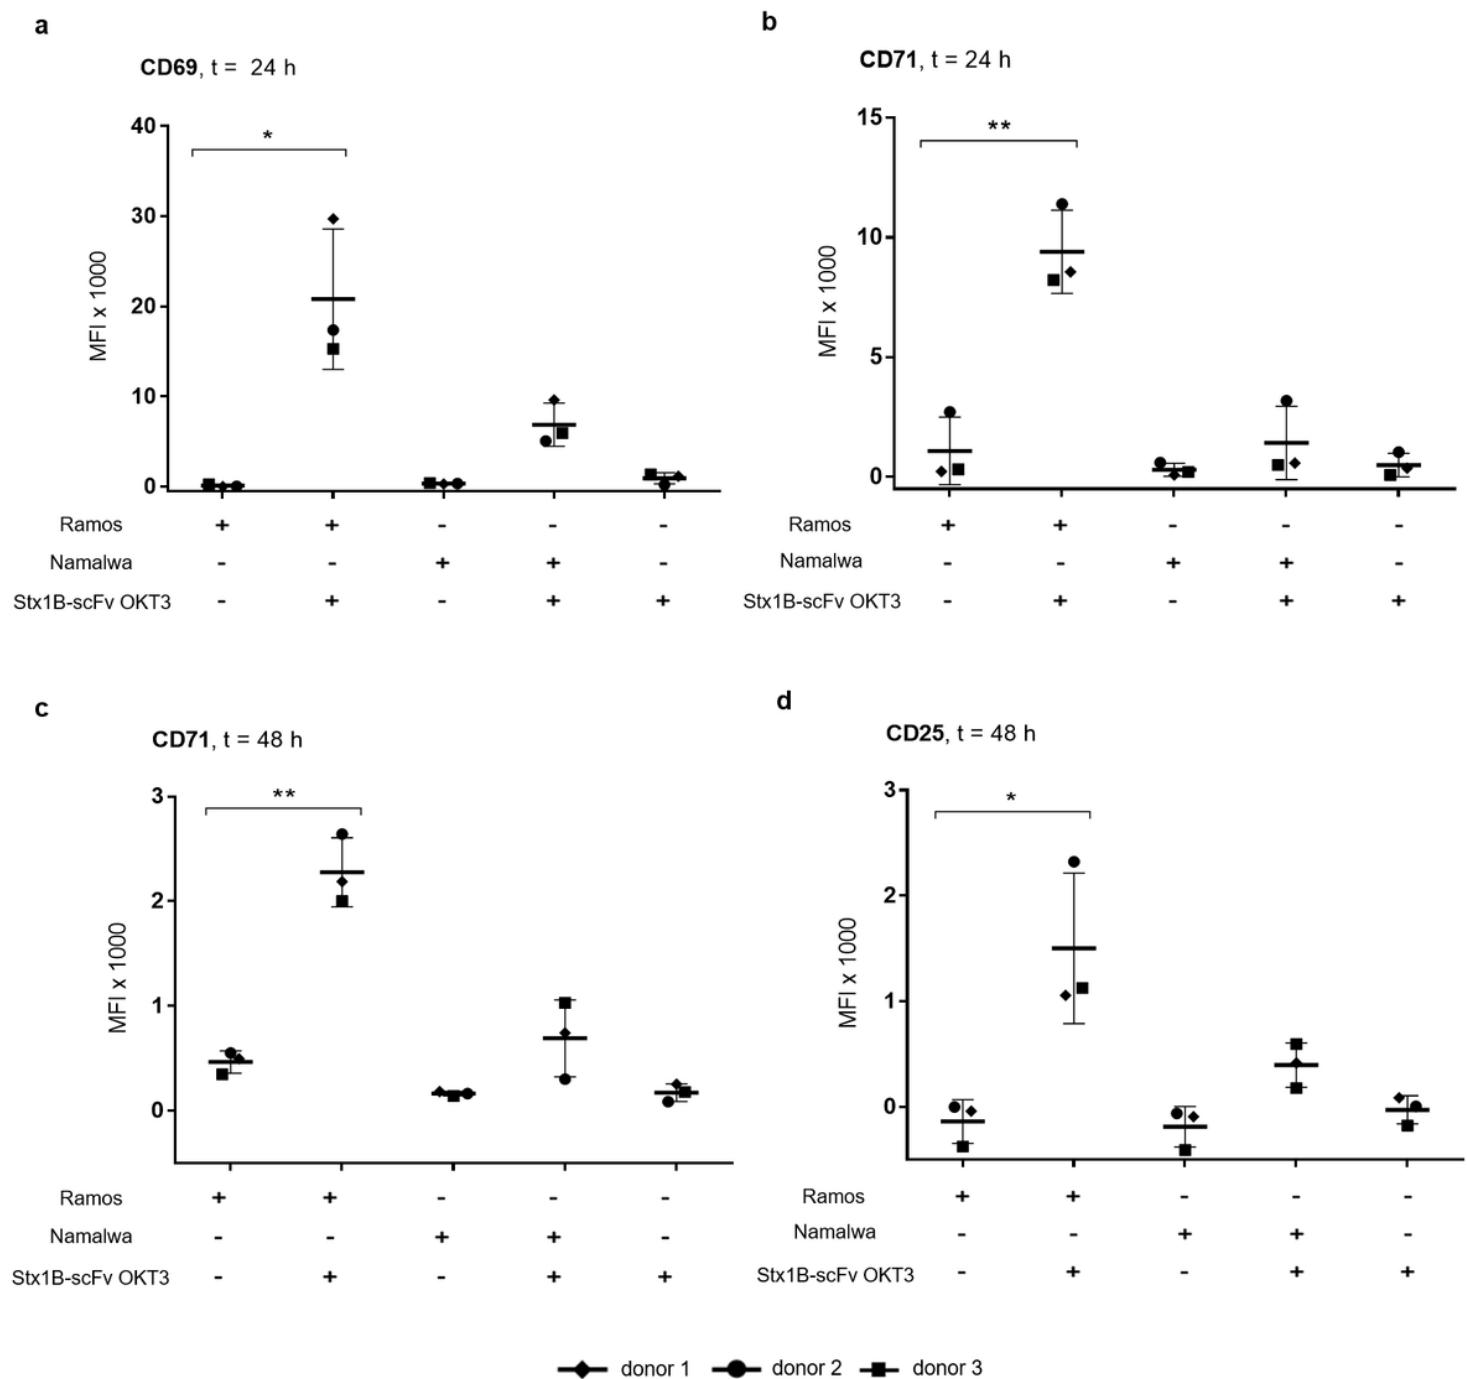 a
CD69, t = 24 h
*
40
30
20
10
0
MFI x 1000
Ramos + + - - -
Namalwa - - + + -
Stx1B-scFv OKT3 - + - + +
b
CD71, t = 24 h
**
15
10
5
0
MFI x 1000
Ramos + + - - -
Namalwa - - + + -
Stx1B-scFv OKT3 - + - + +
c
CD71, t = 48 h
**
3
2
1
0
MFI x 1000
Ramos + + - - -
Namalwa - - + + -
Stx1B-scFv OKT3 - + - + +
d
CD25, t = 48 h
*
3
2
1
0
MFI x 1000
Ramos + + - - -
Namalwa - - + + -
Stx1B-scFv OKT3 - + - + +
donor 1 donor 2 donor 3